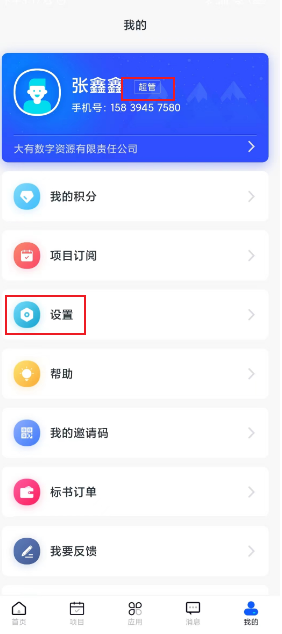 我的
张鑫鑫 超管
手机号：158 3945 7580
大有数字资源有限责任公司
我的积分
项目订阅
设置
帮助
我的邀请码
标书订单
我要反馈
首页 项目 应用 消息 我的